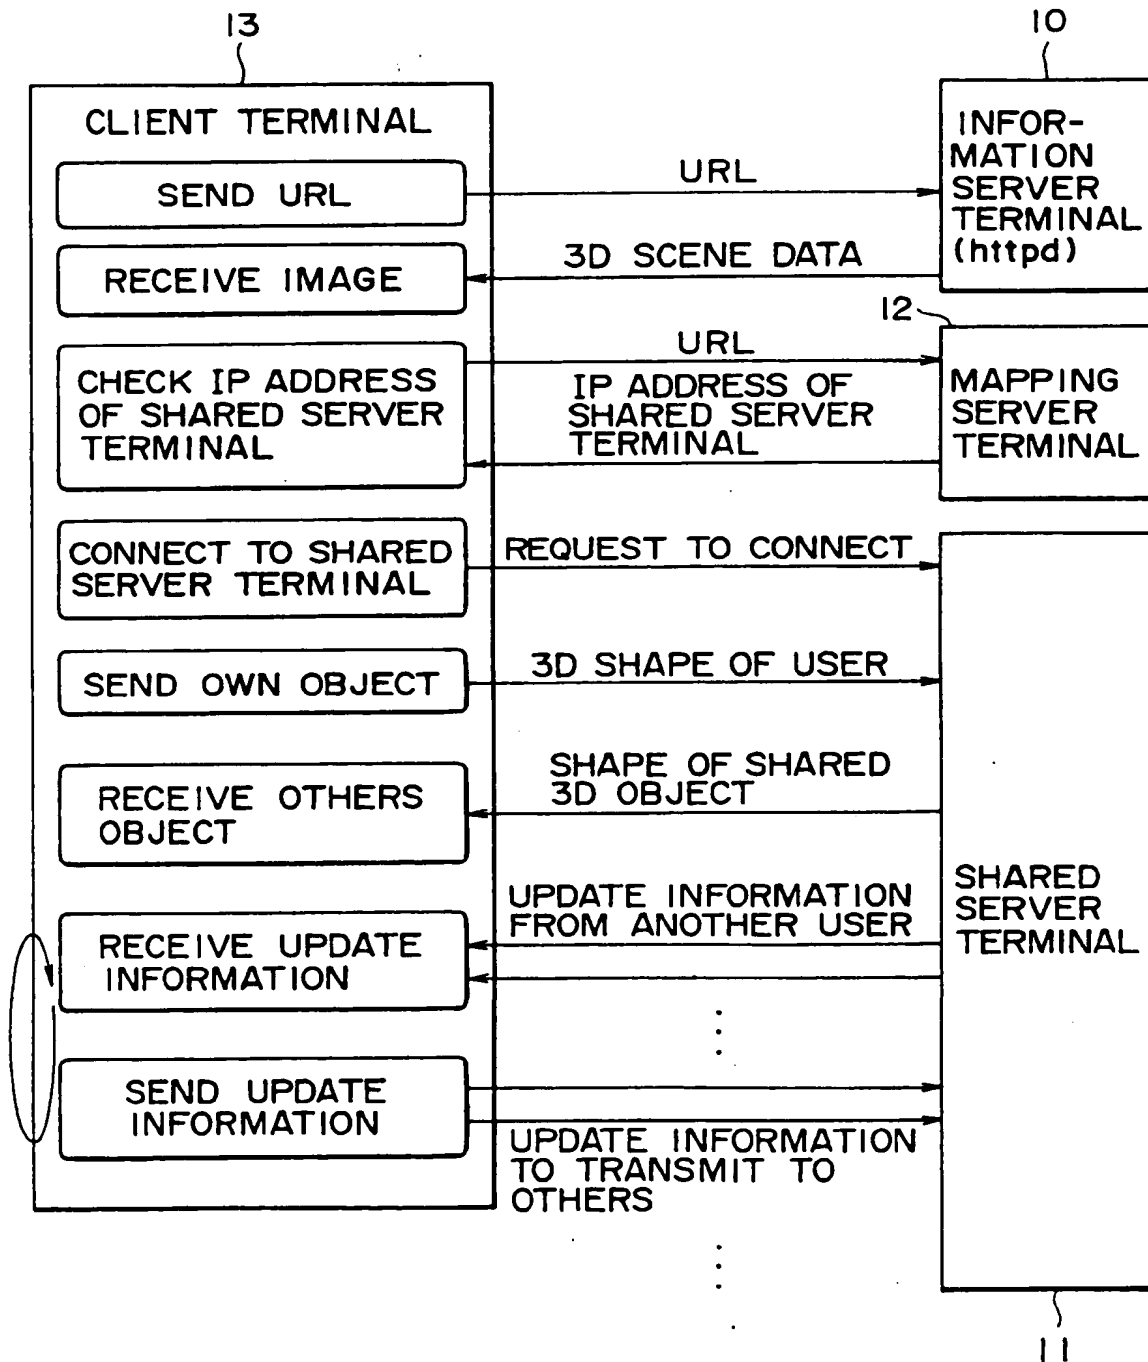 13
10
CLIENT TERMINAL
INFOR-
MATION
SERVER
TERMINAL
(httpd)
SEND URL
URL
RECEIVE IMAGE
3D SCENE DATA
12
CHECK IP ADDRESS
OF SHARED SERVER
TERMINAL
URL
IP ADDRESS OF
SHARED SERVER
TERMINAL
MAPPING
SERVER
TERMINAL
CONNECT TO SHARED
SERVER TERMINAL
REQUEST TO CONNECT
SEND OWN OBJECT
3D SHAPE OF USER
RECEIVE OTHERS
OBJECT
SHAPE OF SHARED
3D OBJECT
SHARED
SERVER
TERMINAL
RECEIVE UPDATE
INFORMATION
UPDATE INFORMATION
FROM ANOTHER USER
SEND UPDATE
INFORMATION
UPDATE INFORMATION
TO TRANSMIT TO
OTHERS
11